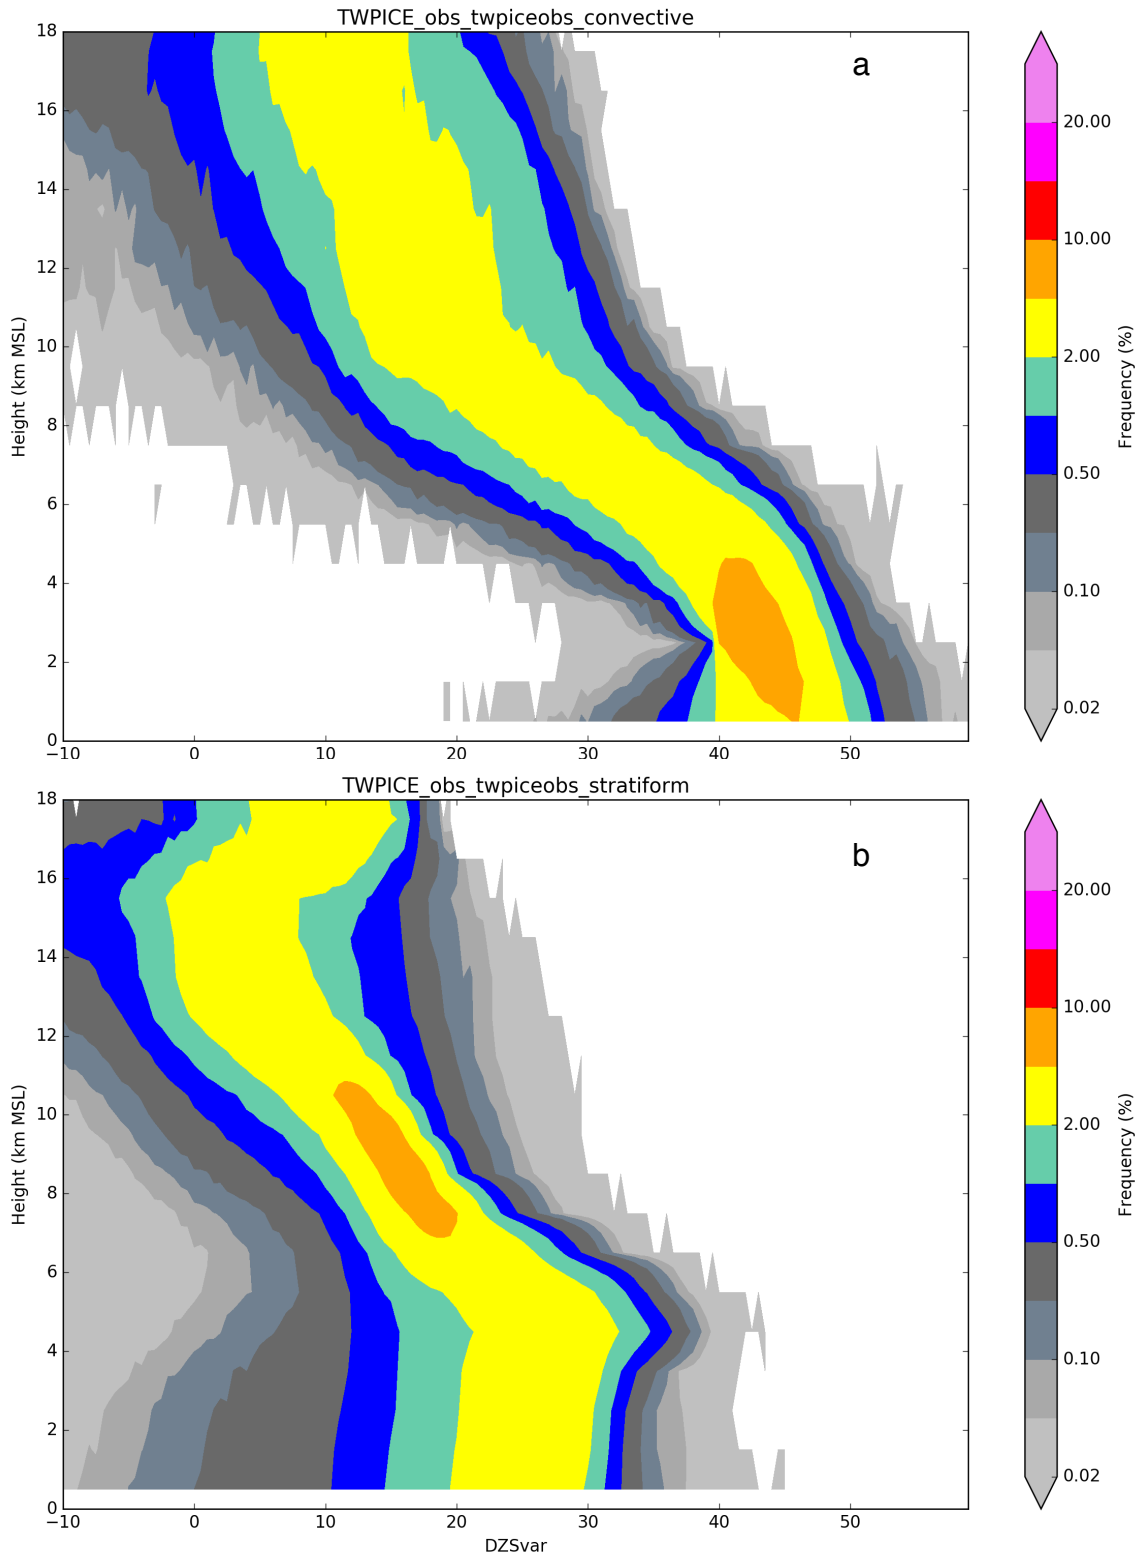 TWPICE_obs_twpiceobs_convective
18
16
14
12
10
8
6
4
2
0
Height (km MSL)
−10 0 10 20 30 40 50
a
20.00
10.00
2.00
0.50
0.10
0.02
Frequency (%)
TWPICE_obs_twpiceobs_stratiform
18
16
14
12
10
8
6
4
2
0
Height (km MSL)
−10 0 10 20 30 40 50
DZSvar
b
20.00
10.00
2.00
0.50
0.10
0.02
Frequency (%)